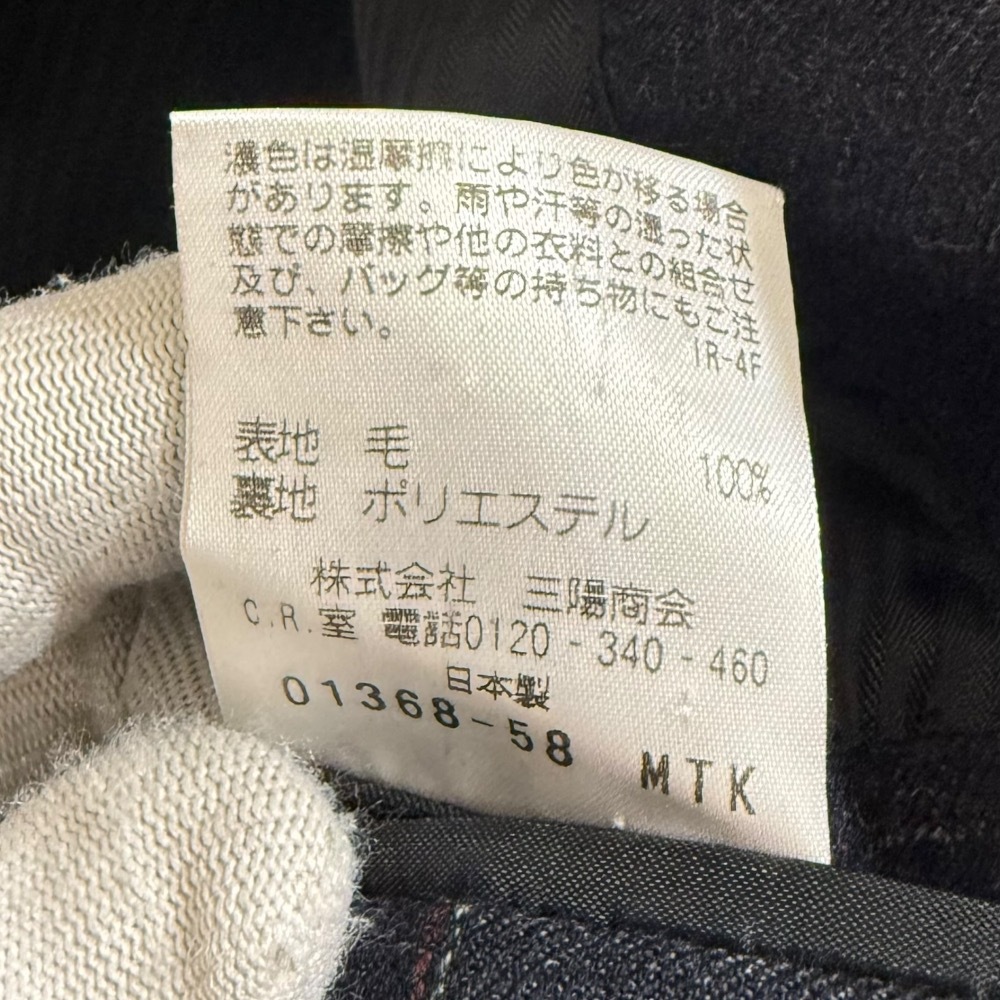 濃色は湿摩擦により色が移る場合
があります。雨や汗等の湿った状
態での摩擦や他の衣料との組合せ
及び、バッグ等の持ち物にもご注
意下さい。
IR-4F
表地 毛 100%
裏地 ポリエステル
株式会社 三陽商会
C.R.室 電話0120-340-460
日本製
01368-58 MTK